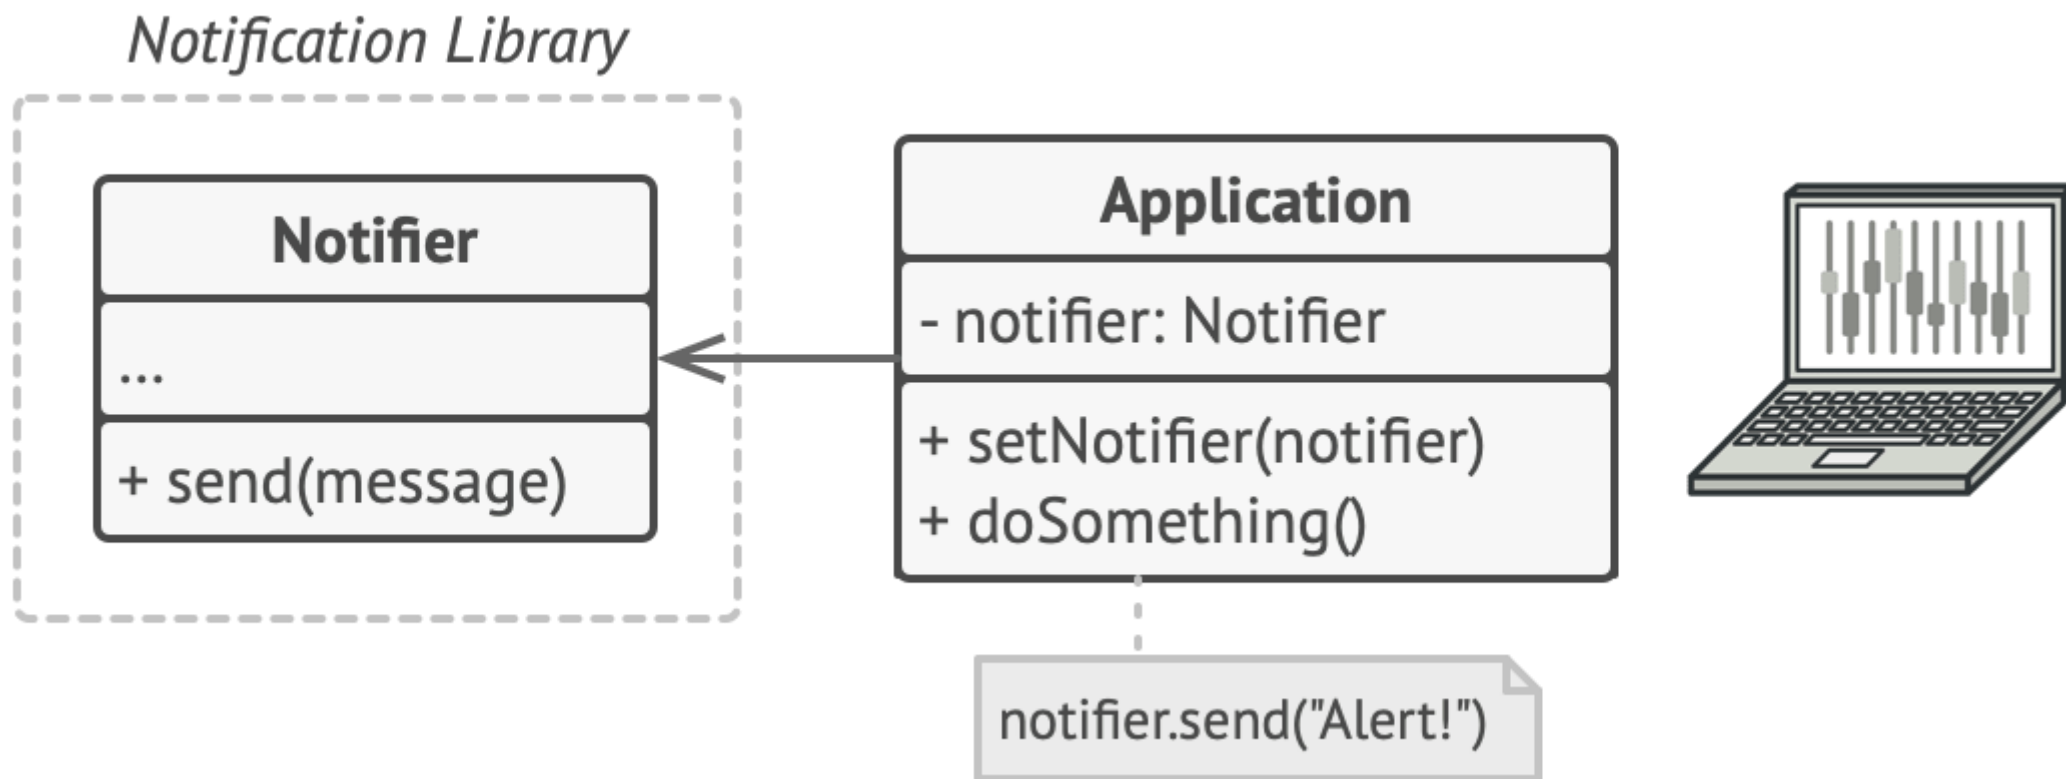 Notification Library
Notifier
...
+ send(message)
Application
- notifier: Notifier
+ setNotifier(notifier)
+ doSomething()
notifier.send("Alert!")